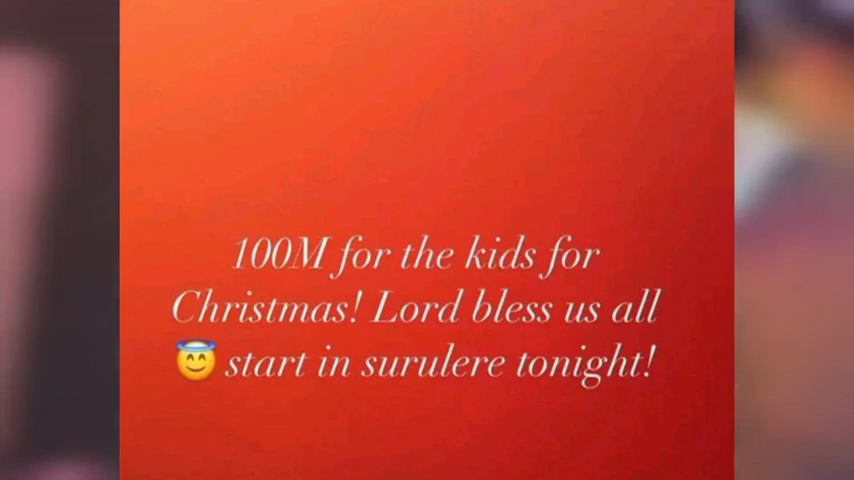 100M for the kids for
Christmas! Lord bless us all
😇 start in surulere tonight!